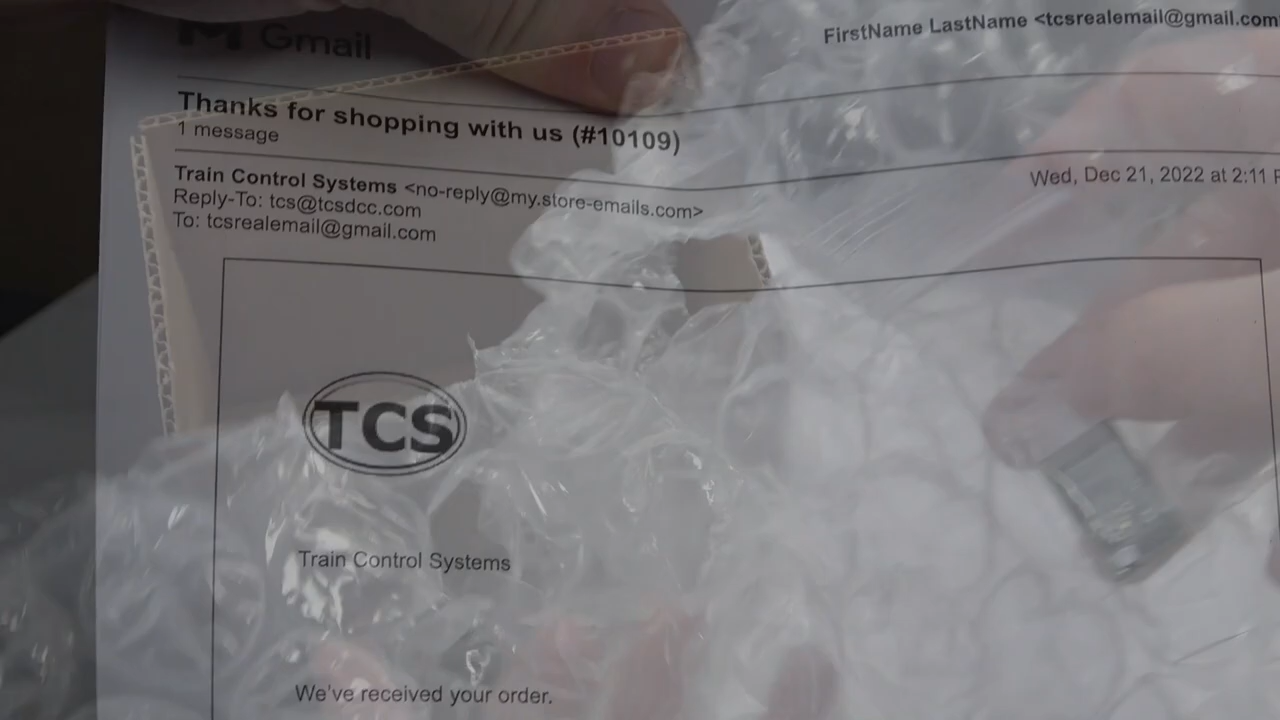 Gmail
FirstName LastName <tcsrealemail@gmail.com
Thanks for shopping with us (#10109)
1 message
Train Control Systems <no-reply@my.store-emails.com>
Wed, Dec 21, 2022 at 2:11 P
Reply-To: tcs@tcsdcc.com
To: tcsrealemail@gmail.com
TCS
Train Control Systems
We've received your order.